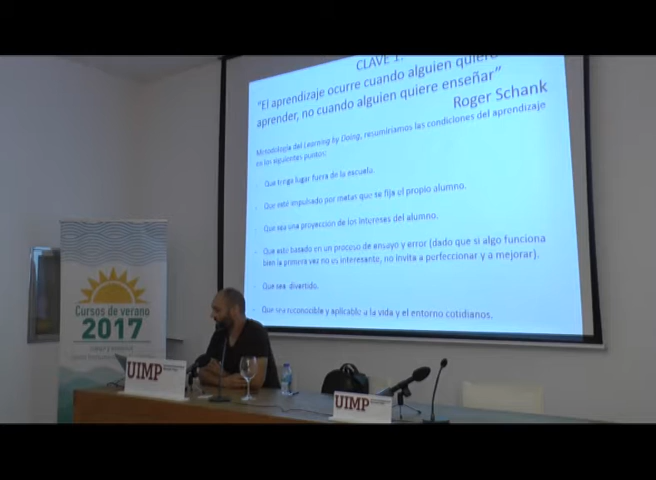 CLAVE 1.
"El aprendizaje ocurre cuando alguien quiere
aprender, no cuando alguien quiere enseñar"
Roger Schank
Metodología del Learning by Doing, resumiríamos las condiciones del aprendizaje
en los siguientes puntos:
Que tenga lugar fuera de la escuela.
Que esté impulsado por metas que se fija el propio alumno.
Que sea una proyección de los intereses del alumno.
Que este basado en un proceso de ensayo y error (dado que si algo funciona
bien la primera vez no es interesante, no invita a perfeccionar y a mejorar).
Que sea divertido.
Que sea reconocible y aplicable a la vida y el entorno cotidianos.
Cursos de verano
2017
UIMP
UIMP